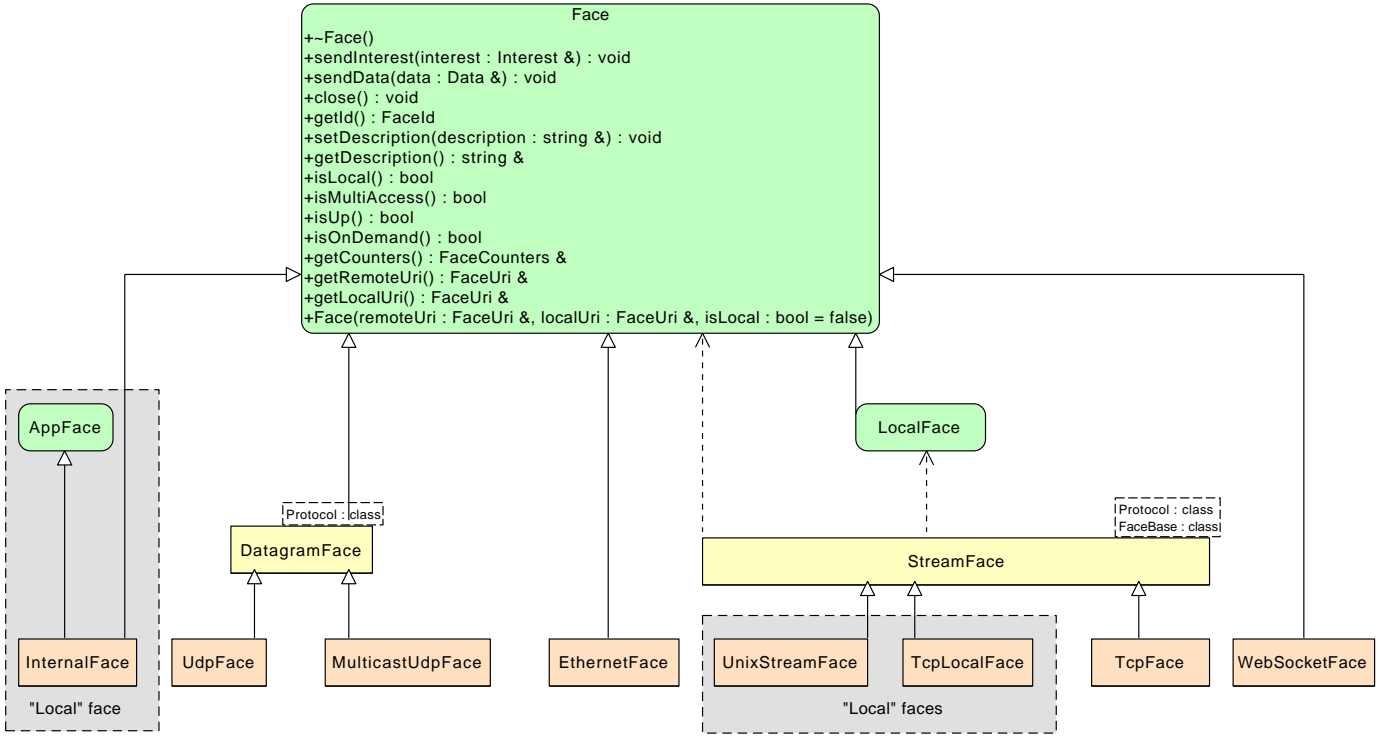 Face
+~Face()
+sendInterest(interest : Interest &) : void
+sendData(data : Data &) : void
+close() : void
+getId() : FaceId
+setDescription(description : string &) : void
+getDescription() : string &
+isLocal() : bool
+isMultiAccess() : bool
+isUp() : bool
+isOnDemand() : bool
+getCounters() : FaceCounters &
+getRemoteUri() : FaceUri &
+getLocalUri() : FaceUri &
+Face(remoteUri : FaceUri &, localUri : FaceUri &, isLocal : bool = false)
AppFace
LocalFace
Protocol : class
DatagramFace
Protocol : class
FaceBase : class
StreamFace
InternalFace
UdpFace
MulticastUdpFace
EthernetFace
UnixStreamFace
TcpLocalFace
TcpFace
WebSocketFace
"Local" face
"Local" faces